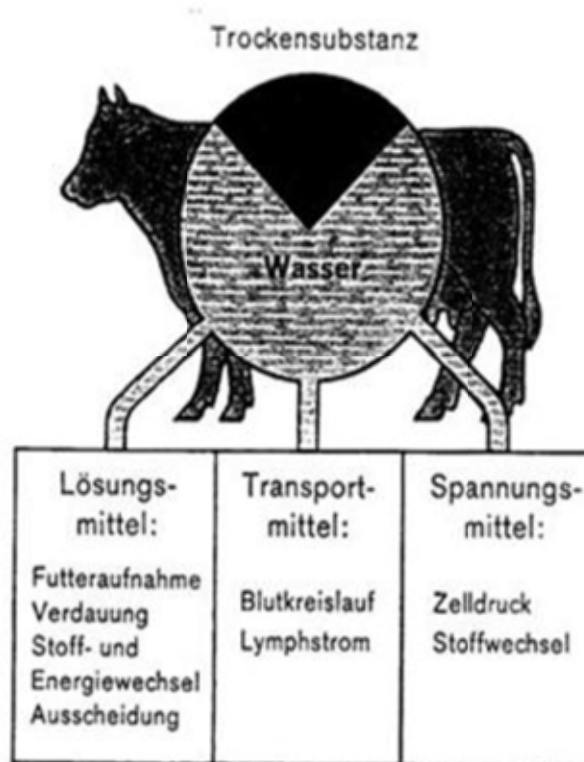 Trockensubstanz
Wasser
Lösungs-
mittel:
Futteraufnahme
Verdauung
Stoff- und
Energiewechsel
Ausscheidung
Transport-
mittel:
Blutkreislauf
Lymphstrom
Spannungs-
mittel:
Zelldruck
Stoffwechsel